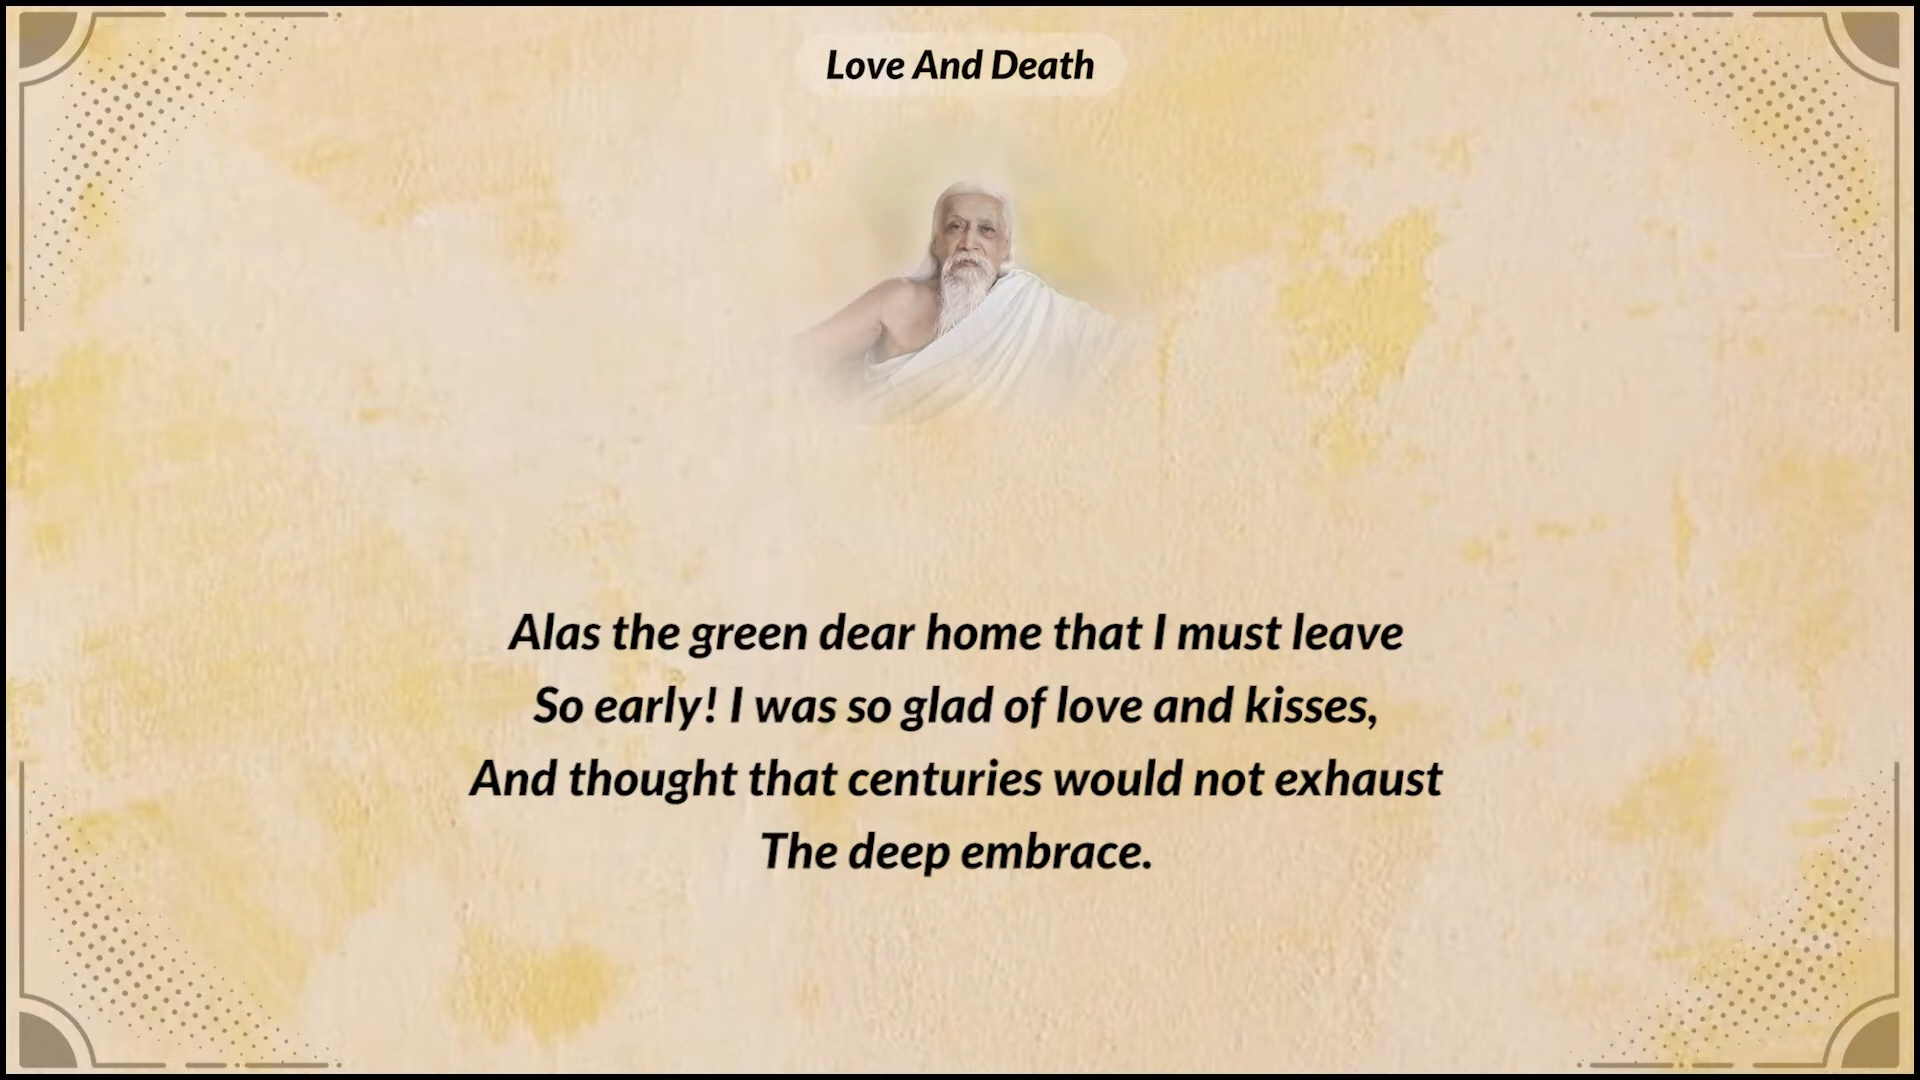 Love And Death
Alas the green dear home that I must leave
So early! I was so glad of love and kisses,
And thought that centuries would not exhaust
The deep embrace.